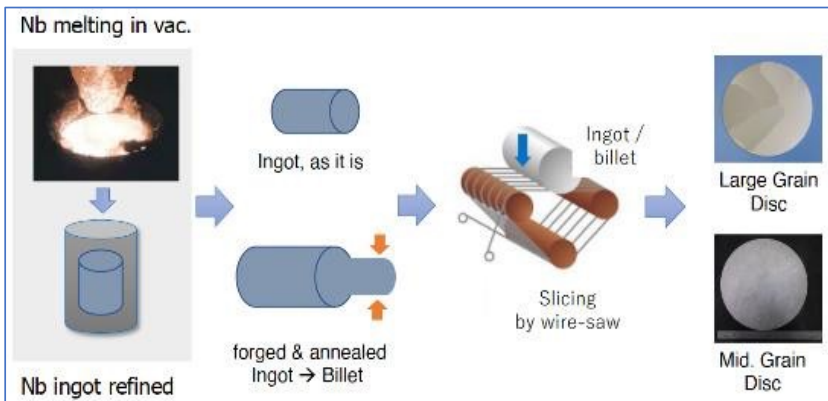 Nb melting in vac.
Nb ingot refined
Ingot, as it is
forged & annealed
Ingot → Billet
Ingot /
billet
Slicing
by wire-saw
Large Grain
Disc
Mid. Grain
Disc